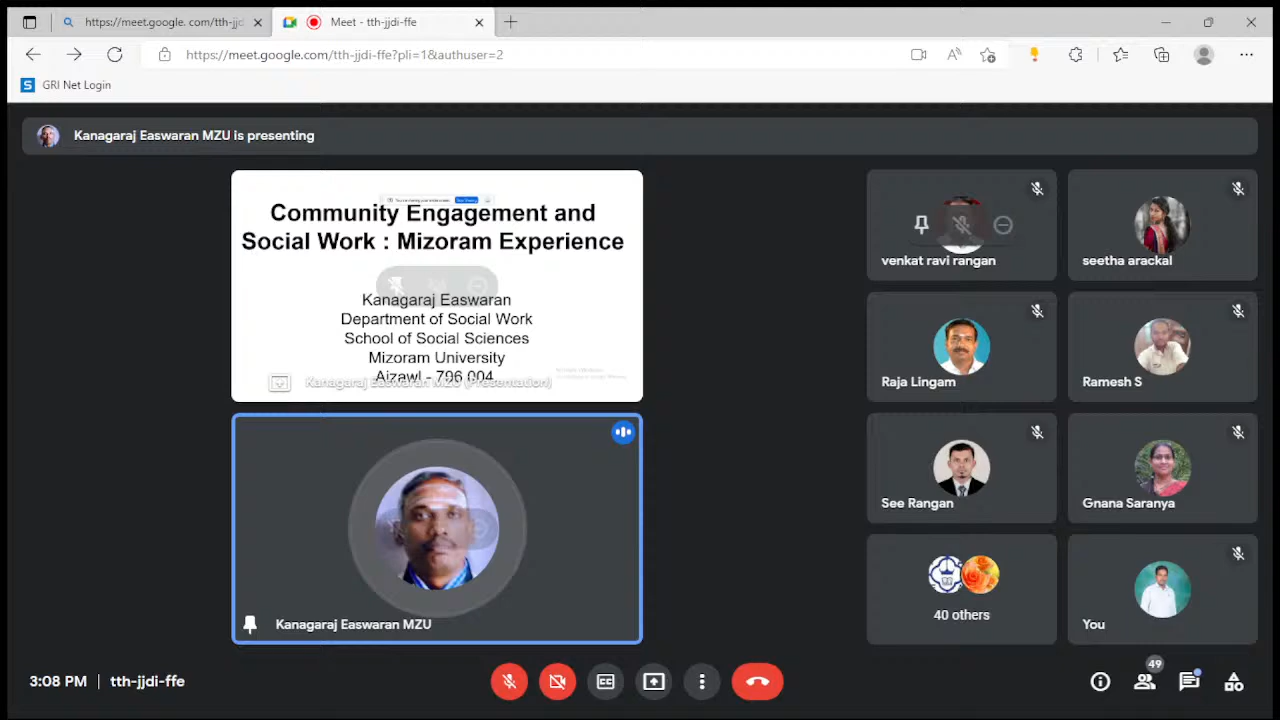 https://meet.google. com/tth-jjd
Meet - tth-jjdi-ffe
https://meet.google.com/tth-jjdi-ffe?pli=1&authuser=2
GRI Net Login
Kanagaraj Easwaran MZU is presenting
Community Engagement and
Social Work : Mizoram Experience
Kanagaraj Easwaran
Department of Social Work
School of Social Sciences
Mizoram University
Aizawl - 796 004
Kanagaraj Easwaran MZU (Presentation)
Kanagaraj Easwaran MZU
venkat ravi rangan
seetha arackal
Raja Lingam
Ramesh S
See Rangan
Gnana Saranya
40 others
You
3:08 PM | tth-jjdi-ffe
49